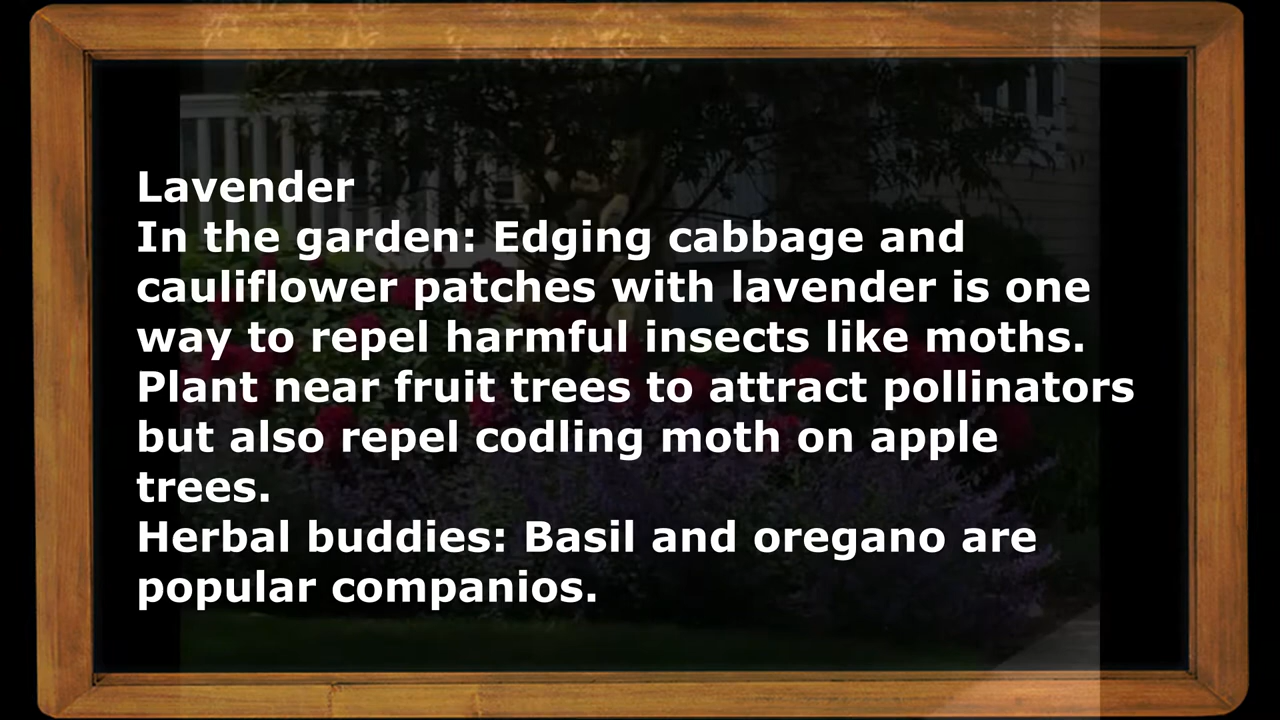 Lavender
In the garden: Edging cabbage and
cauliflower patches with lavender is one
way to repel harmful insects like moths.
Plant near fruit trees to attract pollinators
but also repel codling moth on apple
trees.
Herbal buddies: Basil and oregano are
popular companios.